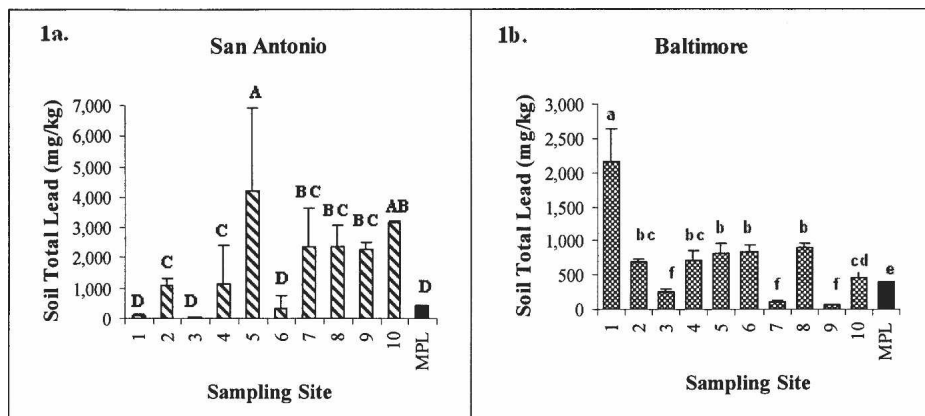 1a.
San Antonio
Soil Total Lead (mg/kg)
7,000
6,000
5,000
4,000
3,000
2,000
1,000
0
D
C
D
C
A
D
BC
BC
BC
AB
D
1 2 3 4 5 6 7 8 9 10 MPL
Sampling Site
1b.
Baltimore
Soil Total Lead (mg/kg)
3,000
2,500
2,000
1,500
1,000
500
0
a
bc
f
bc
b
b
f
b
f
cd
e
1 2 3 4 5 6 7 8 9 10 MPL
Sampling Site